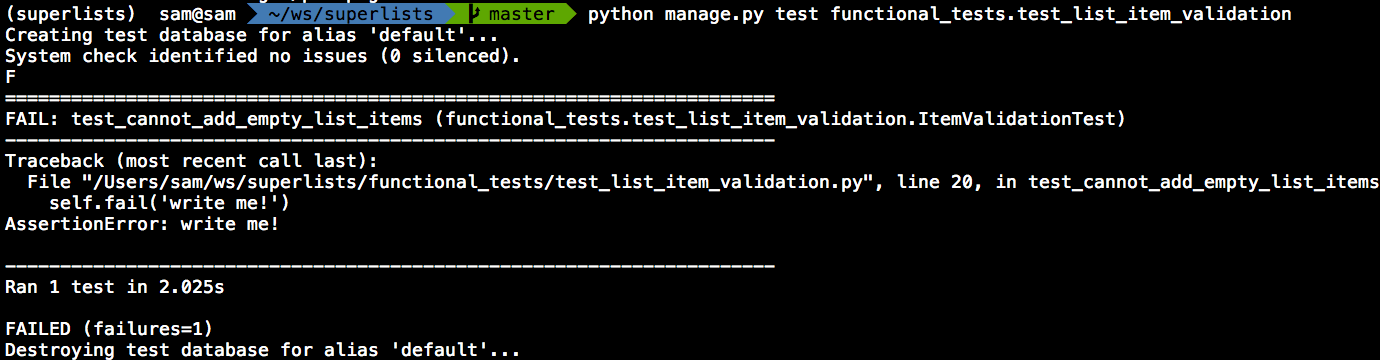 (superlists) sam@sam ~/ws/superlists master python manage.py test functional_tests.test_list_item_validation
Creating test database for alias 'default'...
System check identified no issues (0 silenced).
F
======================================================================
FAIL: test_cannot_add_empty_list_items (functional_tests.test_list_item_validation.ItemValidationTest)
----------------------------------------------------------------------
Traceback (most recent call last):
  File "/Users/sam/ws/superlists/functional_tests/test_list_item_validation.py", line 20, in test_cannot_add_empty_list_items
    self.fail('write me!')
AssertionError: write me!

----------------------------------------------------------------------
Ran 1 test in 2.025s

FAILED (failures=1)
Destroying test database for alias 'default'...